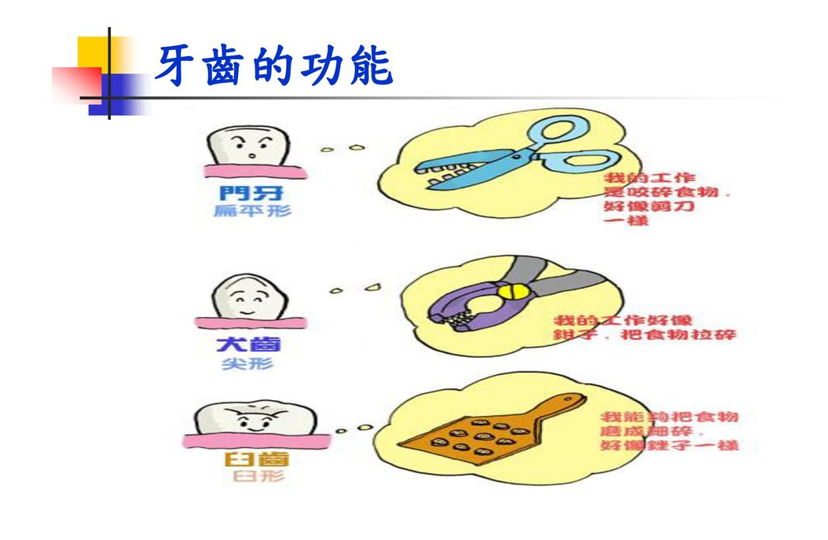 牙齒的功能
門牙
扁平形
我的工作
是咬碎食物，
好像剪刀
一樣
犬齒
尖形
我的工作好像
鉗子，把食物拉碎
臼齒
臼形
我能夠把食物
磨成細碎，
好像銼子一樣